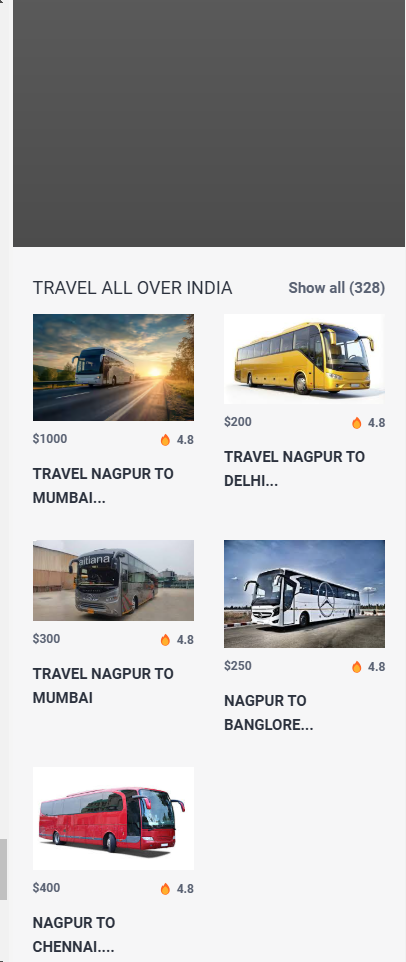 TRAVEL ALL OVER INDIA Show all (328)
$1000 4.8
TRAVEL NAGPUR TO
MUMBAI...
$200 4.8
TRAVEL NAGPUR TO
DELHI...
aitiana
$300 4.8
TRAVEL NAGPUR TO
MUMBAI
$250 4.8
NAGPUR TO
BANGLORE...
$400 4.8
NAGPUR TO
CHENNAI....